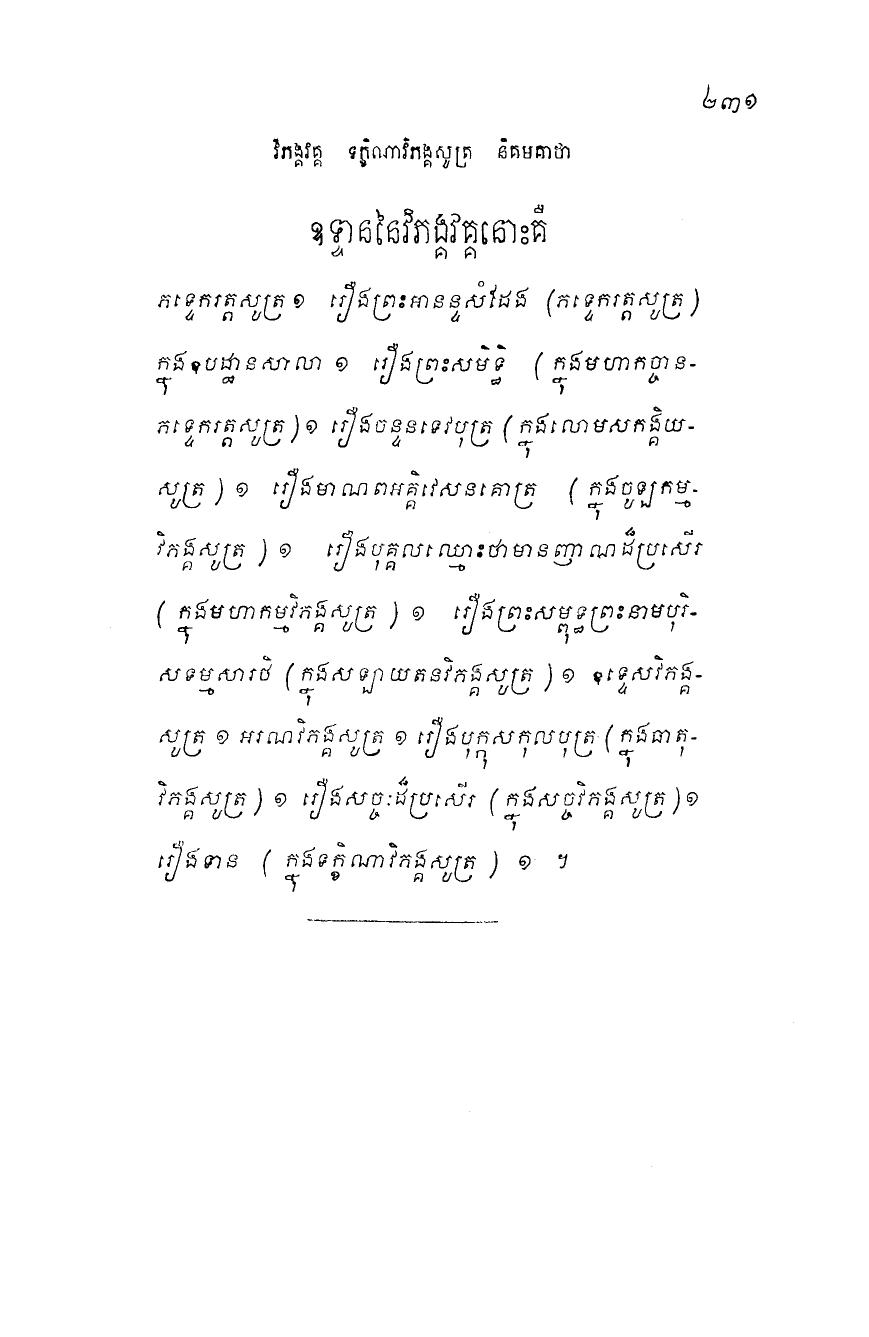 ២៣១
វិភង្គវគ្គ ទក្ខិណាវិភង្គសូត្រ និគមគាថា
ឧទ្ទាននៃវិភង្គវគ្គនោះគឺ
ភទ្ទេករត្តសូត្រ ១ រឿងព្រះអានន្ទសំដែង (ភទ្ទេករត្តសូត្រ)
ក្នុងឧបដ្ឋានសាលា ១ រឿងព្រះសមិទ្ធិ (ក្នុងមហាកច្ចាន-
ភទ្ទេករត្តសូត្រ) ១ រឿងចន្ទនទេវបុត្រ (ក្នុងលោមសកង្គិយ-
សូត្រ) ១ រឿងមាណពអគ្គិវេសនគោត្រ (ក្នុងចូឡកម្ម-
វិភង្គសូត្រ) ១ រឿងបុគ្គលឈ្មោះថាមានញាណដ៏ប្រសើរ
(ក្នុងមហាកម្មវិភង្គសូត្រ) ១ រឿងព្រះសម្ពុទ្ធព្រះនាមបុរិ-
សទម្មសារថិ (ក្នុងសឡាយតនវិភង្គសូត្រ) ១ ឧទ្ទេសវិភង្គ-
សូត្រ ១ អរណវិភង្គសូត្រ ១ រឿងបុក្កុសកុលបុត្រ (ក្នុងធាតុ-
វិភង្គសូត្រ) ១ រឿងសច្ចៈដ៏ប្រសើរ (ក្នុងសច្ចវិភង្គសូត្រ) ១
រឿងទាន (ក្នុងទក្ខិណាវិភង្គសូត្រ) ១ ។